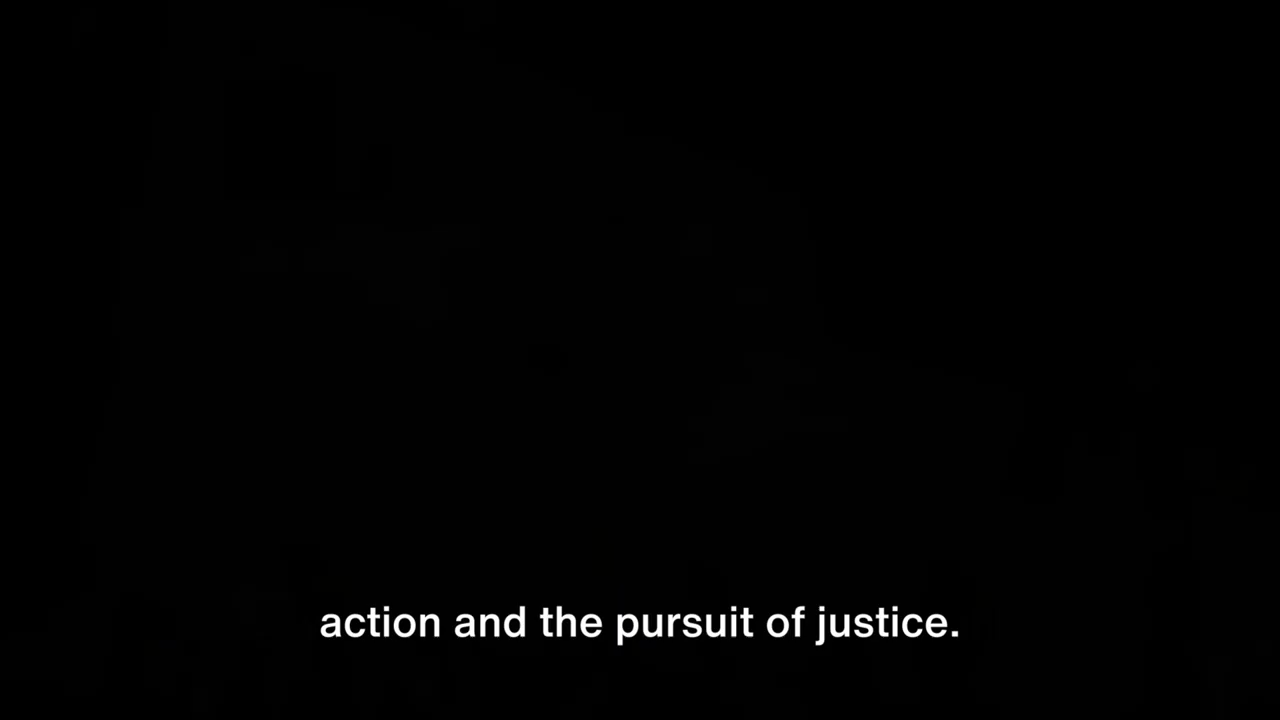 action and the pursuit of justice.